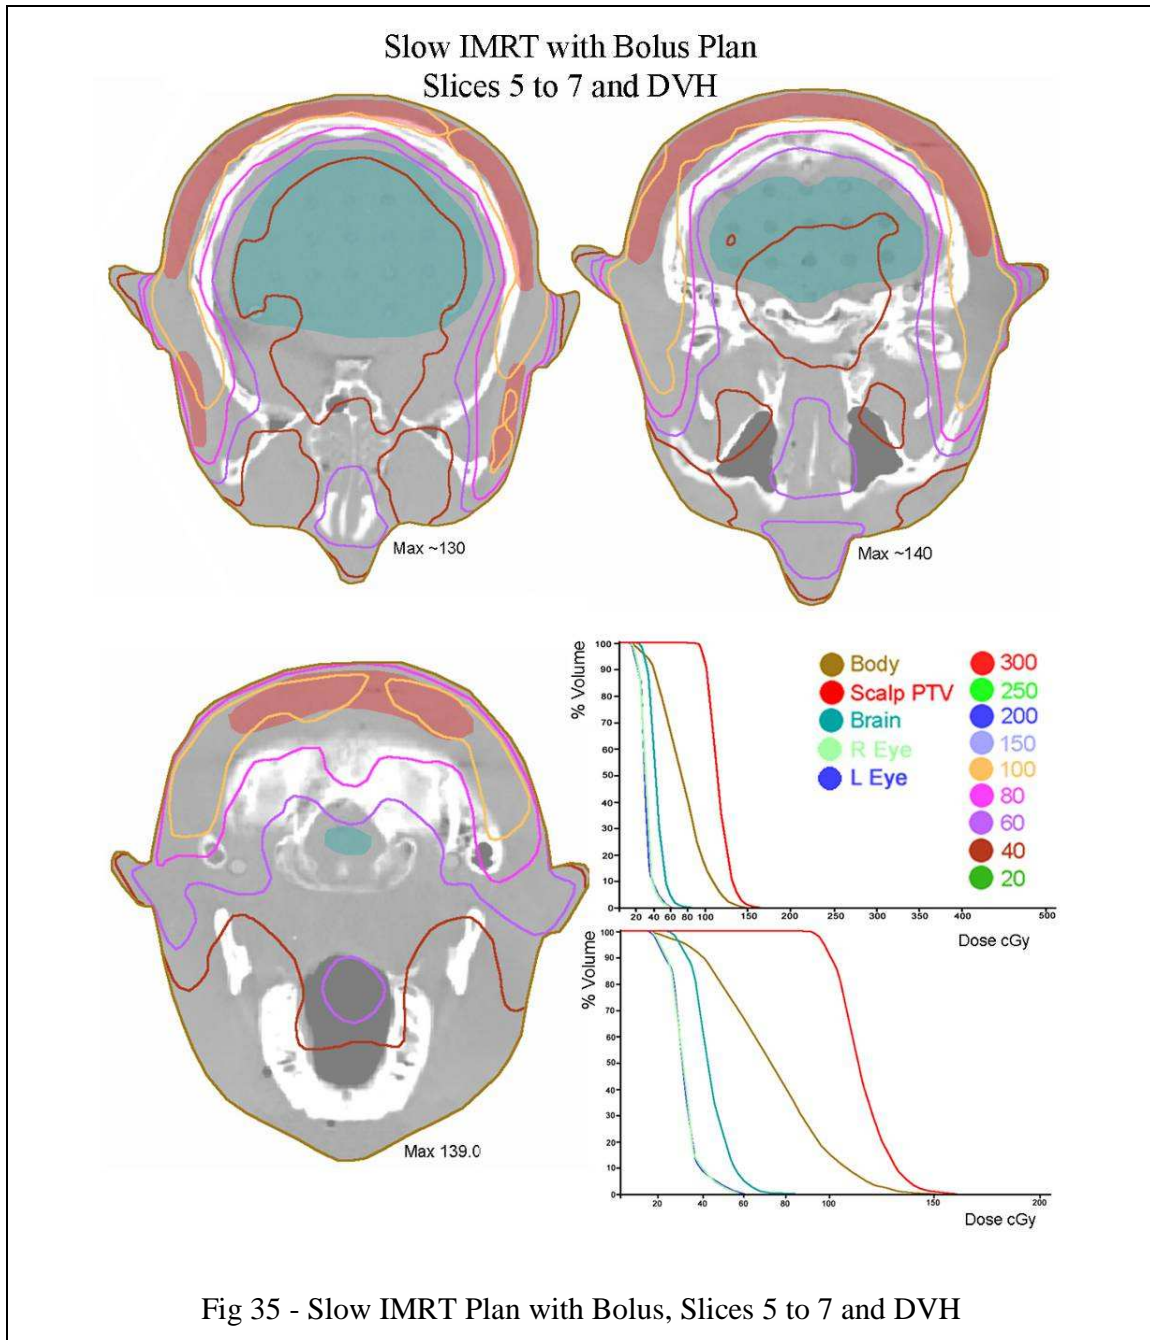 Slow IMRT with Bolus Plan
Slices 5 to 7 and DVH
Max ~130
Max ~140
Max 139.0
% Volume
100
90
80
70
60
50
40
30
20
10
0
20 40 60 80 100 150 200 250 300 350 400 500
Dose cGy
Body
Scalp PTV
Brain
R Eye
L Eye
300
250
200
150
100
80
60
40
20
% Volume
100
90
80
70
60
50
40
30
20
10
0
20 40 60 80 100 150 200
Dose cGy
Fig 35 - Slow IMRT Plan with Bolus, Slices 5 to 7 and DVH